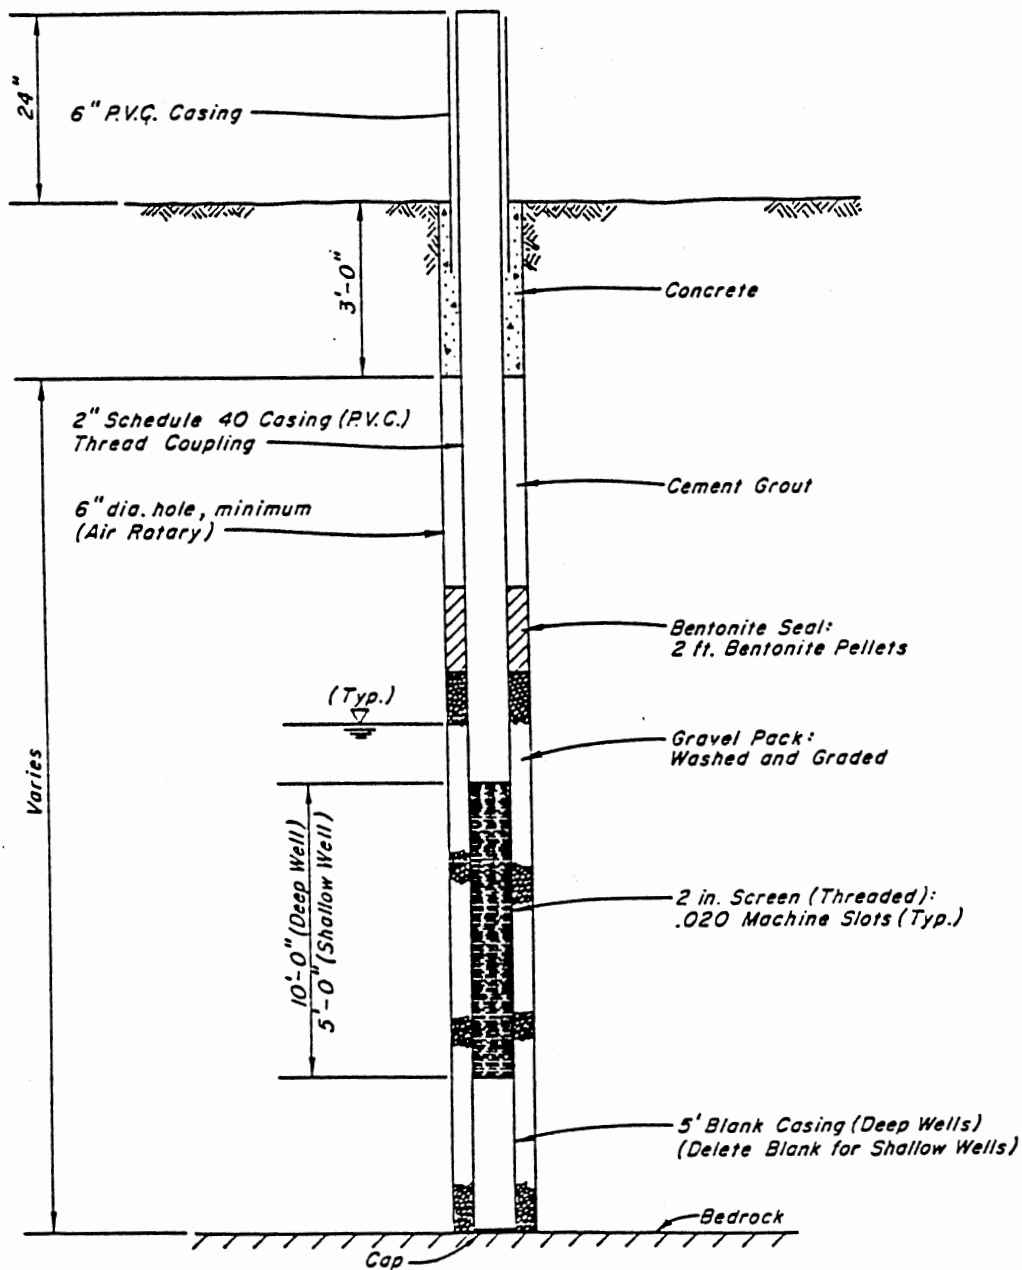 24"
6" P.V.C. Casing
3'-0"
Concrete
2" Schedule 40 Casing (P.V.C.)
Thread Coupling
Cement Grout
6" dia. hole, minimum
(Air Rotary)
Bentonite Seal:
2 ft. Bentonite Pellets
(Typ.)
Gravel Pack:
Washed and Graded
Varies
10'-0" (Deep Well)
5'-0" (Shallow Well)
2 in. Screen (Threaded):
.020 Machine Slots (Typ.)
5' Blank Casing (Deep Wells)
(Delete Blank for Shallow Wells)
Bedrock
Cap